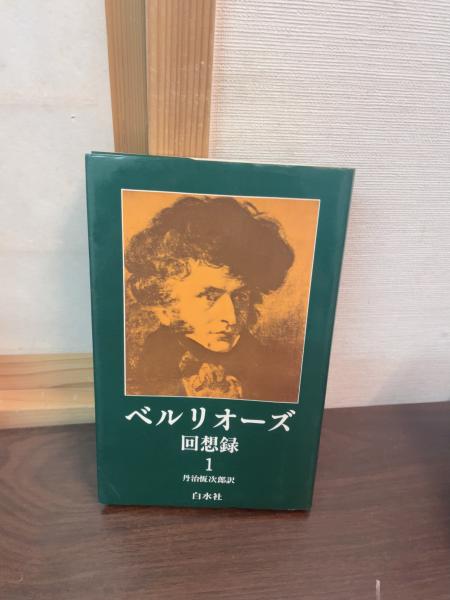 ベルリオーズ
回想録
1
丹治恆次郎訳
白水社